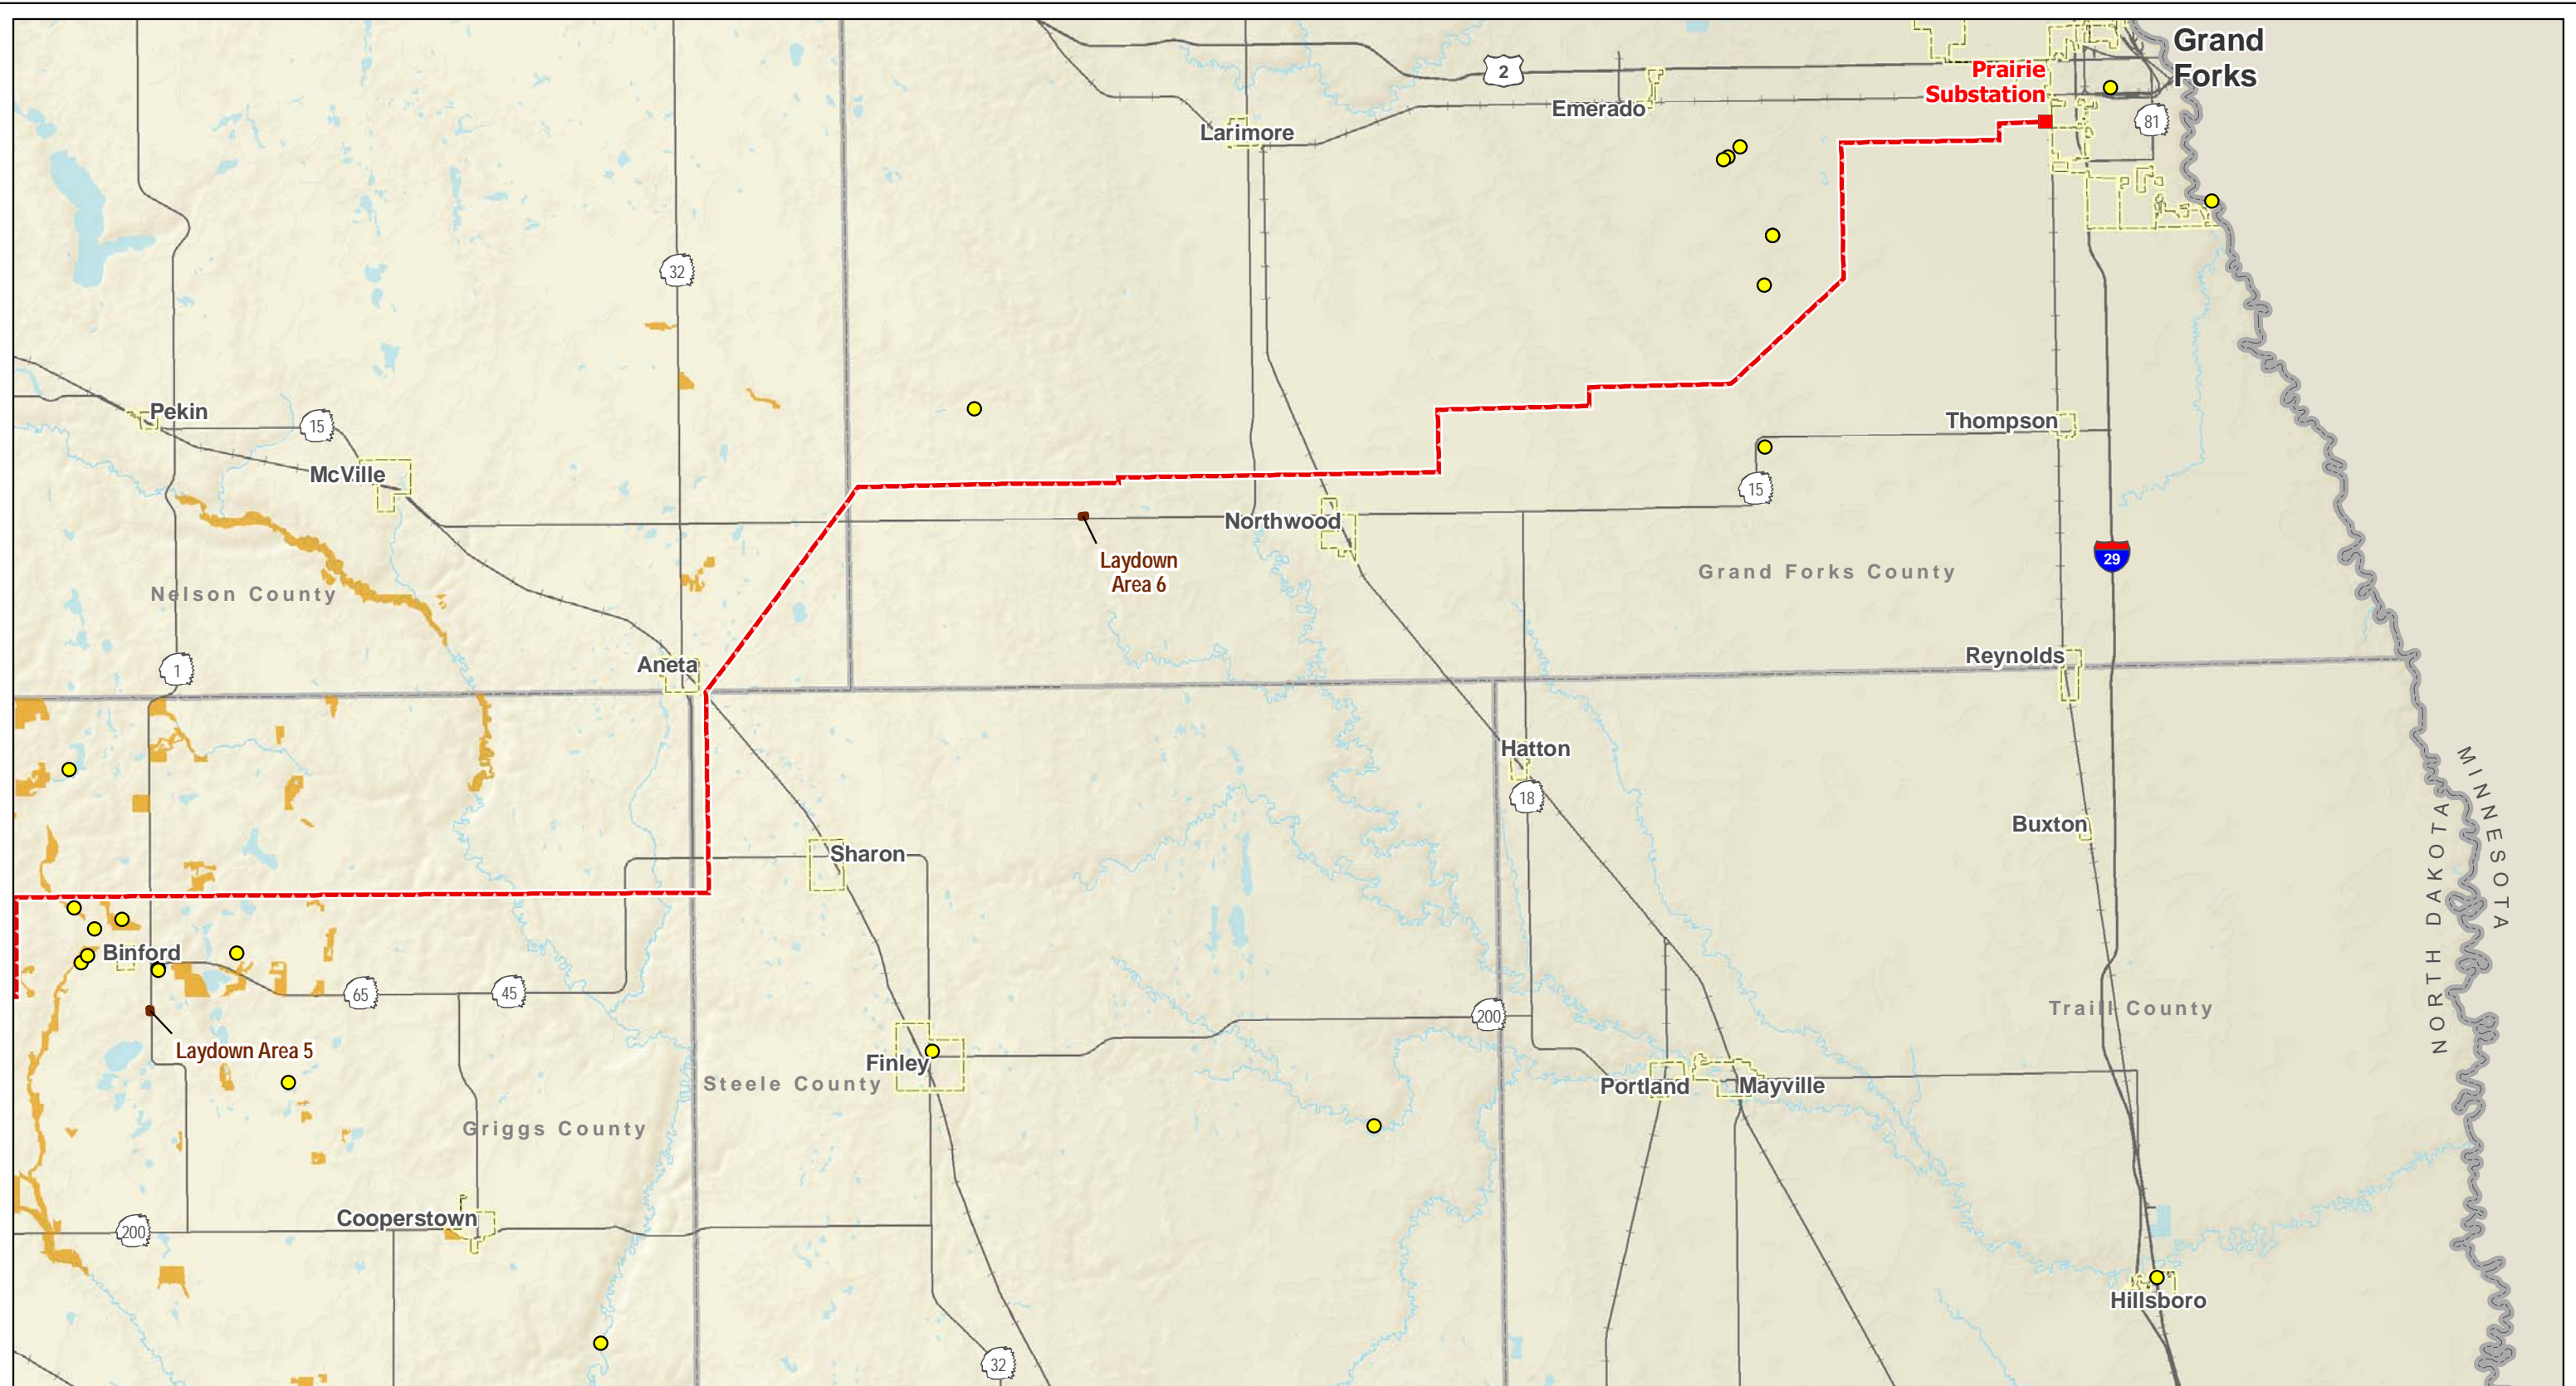 Grand
Forks
Prairie
Substation
2
Emerado
81
Larimore
32
Pekin
15
McVille
Thompson
15
Northwood
Laydown
Area 6
29
Grand Forks County
Nelson County
1
Aneta
Reynolds
Hatton
18
MINNESOTA
NORTH DAKOTA
Buxton
Sharon
Binford
65
45
200
Traill County
Laydown Area 5
Finley
Steele County
Portland
Mayville
Griggs County
Cooperstown
200
Hillsboro
32